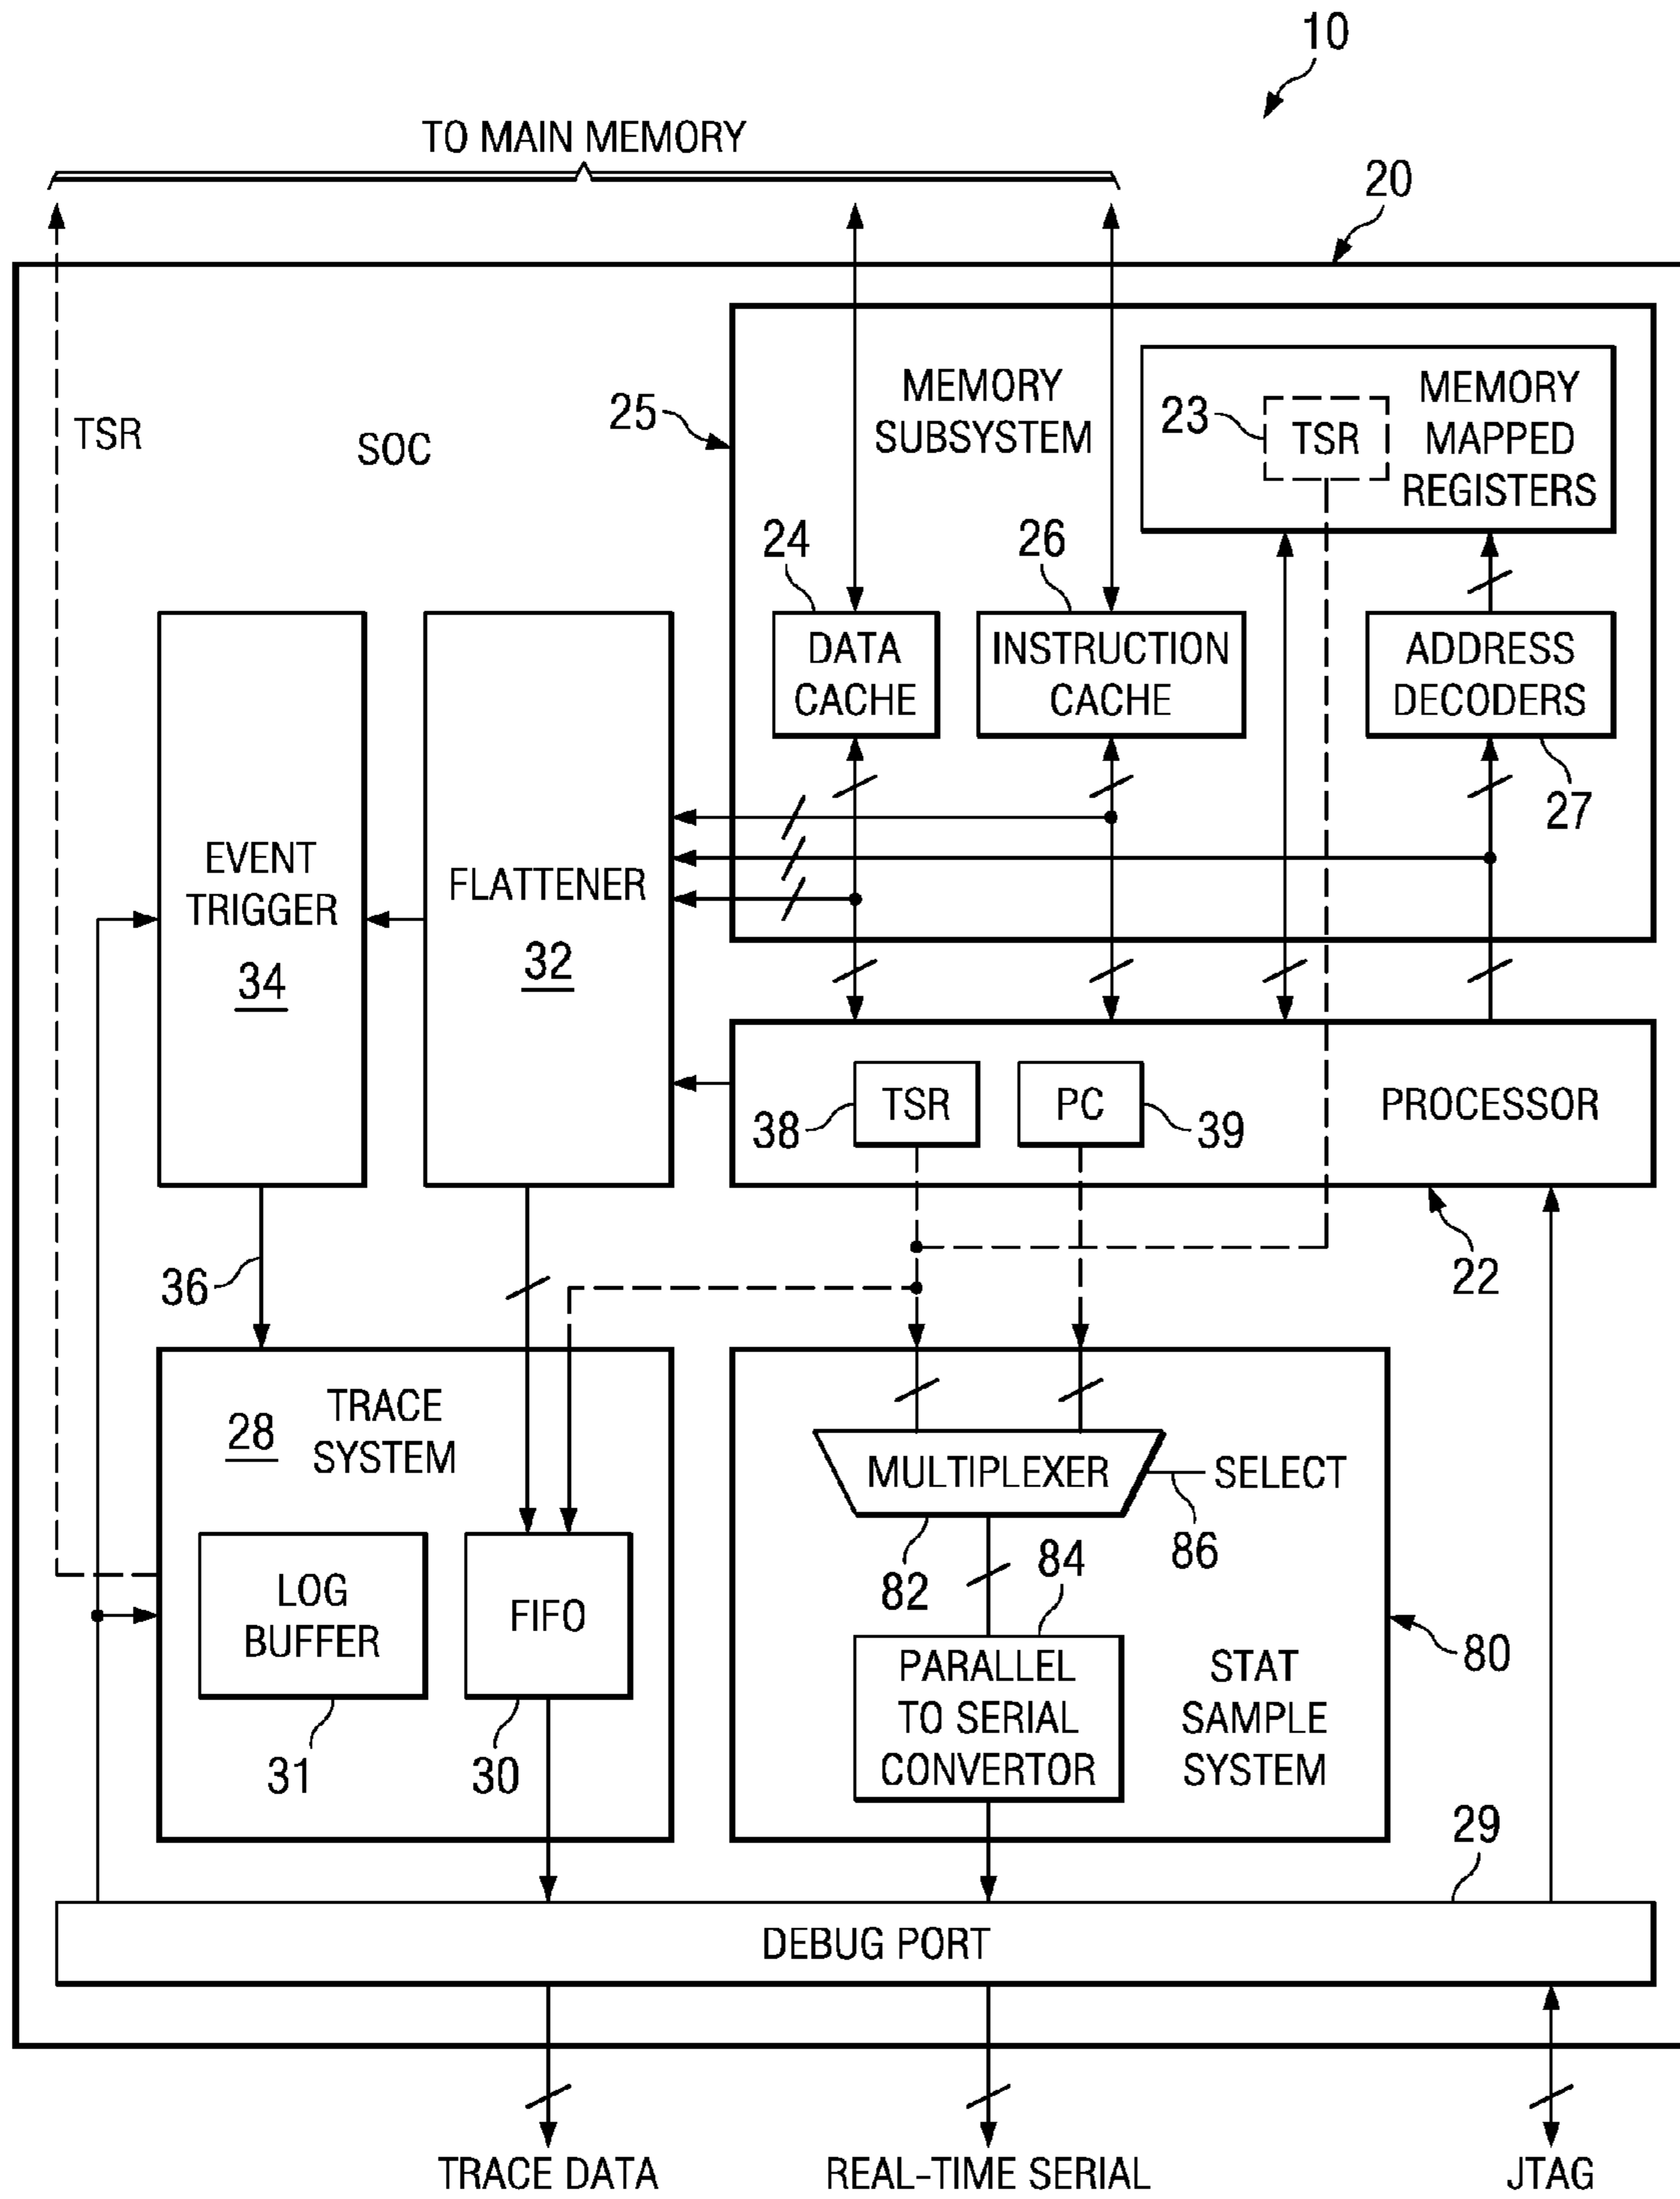 10
TO MAIN MEMORY
20
TSR
SOC
25
MEMORY
SUBSYSTEM
23
TSR
MEMORY
MAPPED
REGISTERS
24
26
DATA
CACHE
INSTRUCTION
CACHE
ADDRESS
DECODERS
27
EVENT
TRIGGER
34
FLATTENER
32
38
TSR
PC
39
PROCESSOR
22
36
28
TRACE
SYSTEM
MULTIPLEXER
SELECT
86
82
84
LOG
BUFFER
FIFO
31
30
PARALLEL
TO SERIAL
CONVERTOR
STAT
SAMPLE
SYSTEM
80
29
DEBUG PORT
TRACE DATA
REAL-TIME SERIAL
JTAG